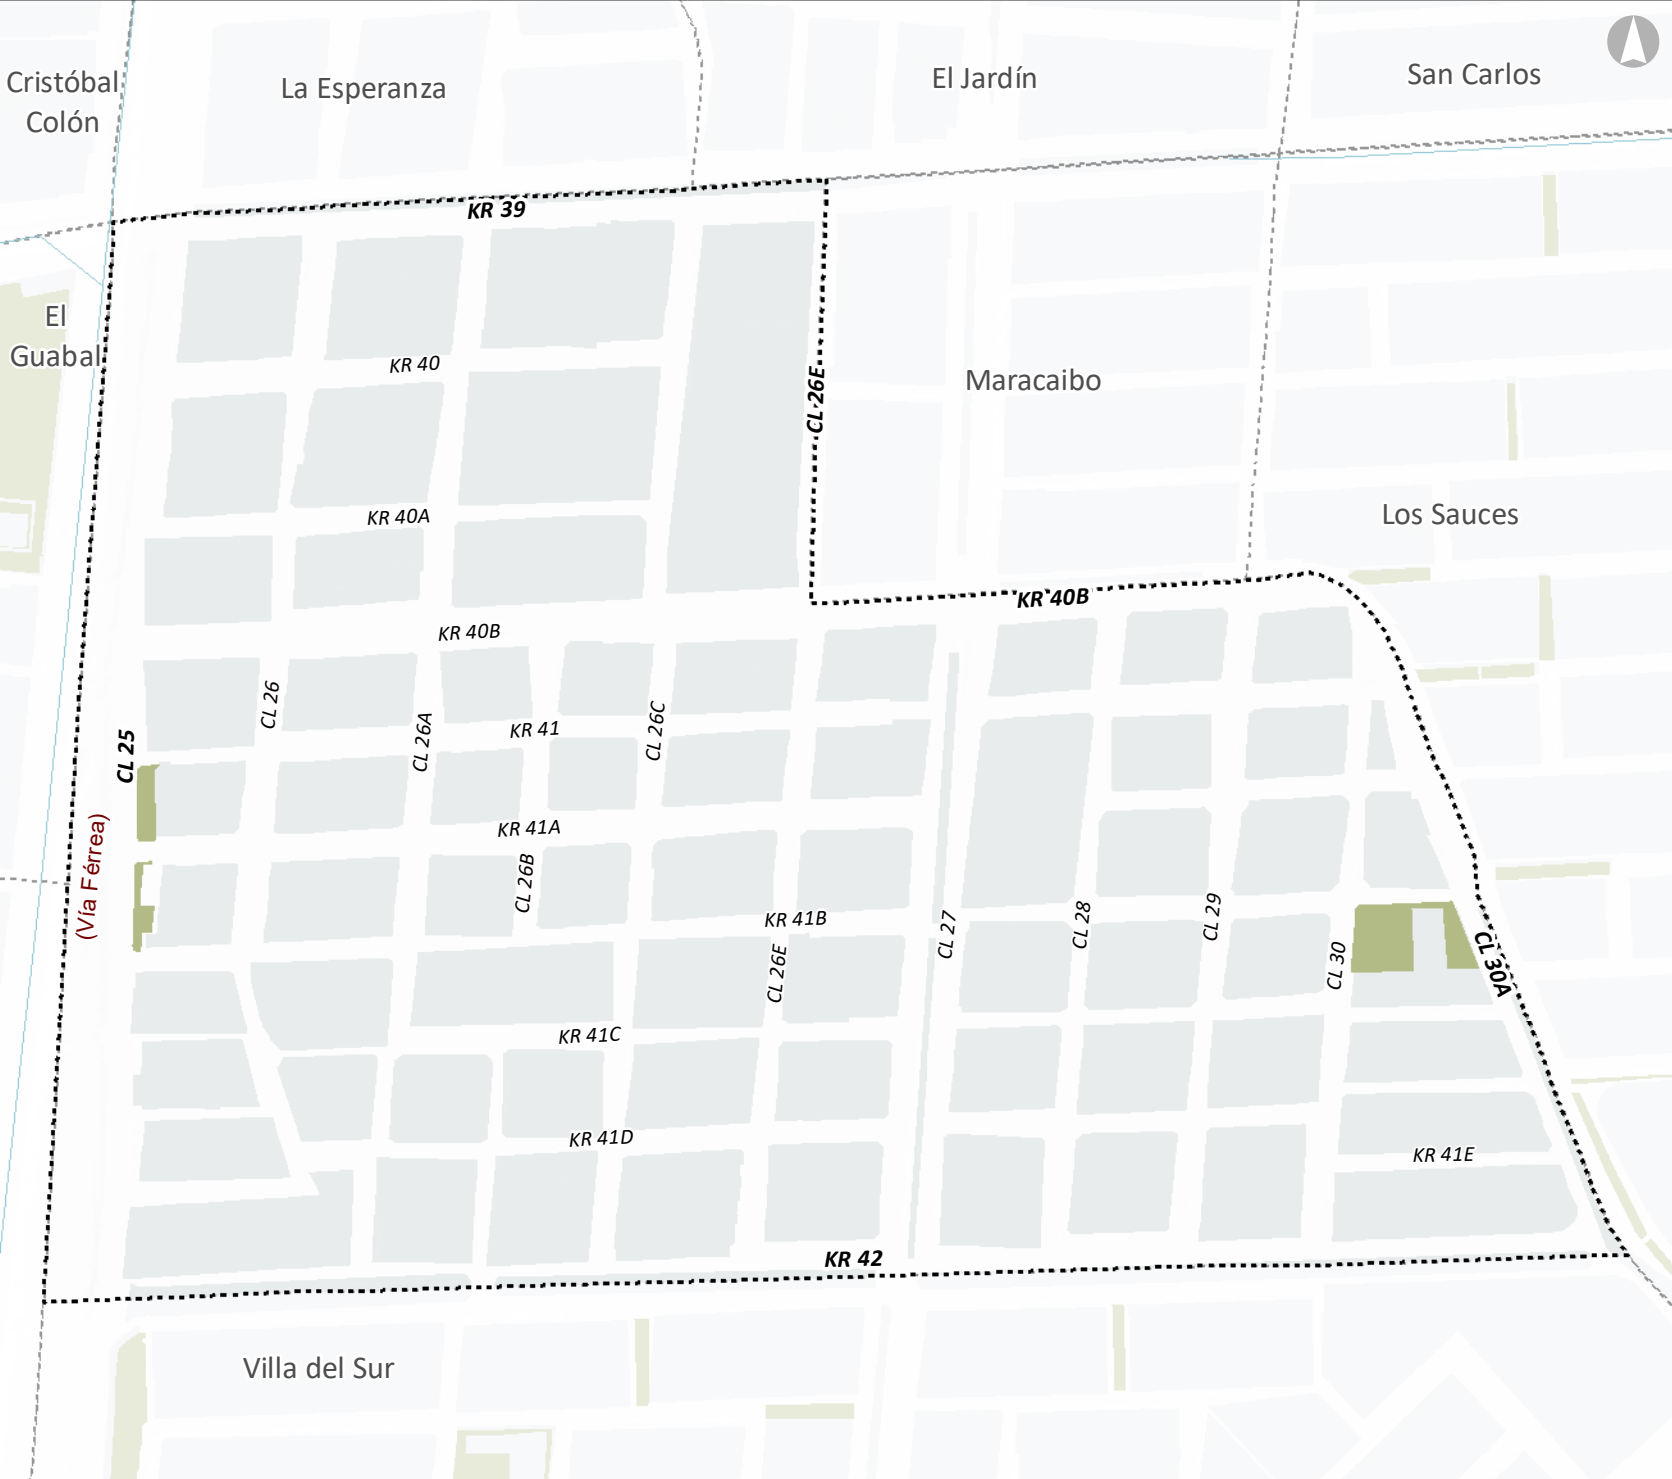 Cristóbal
Colón
La Esperanza
El Jardín
San Carlos
KR 39
El
Guabal
KR 40
CL 26E
Maracaibo
KR 40A
Los Sauces
KR 40B
KR 40B
CL 26
CL 26A
KR 41
CL 26C
CL 25
(Vía Férrea)
KR 41A
CL 26B
KR 41B
CL 26E
CL 27
CL 28
CL 29
CL 30
CL 30A
KR 41C
KR 41D
KR 41E
KR 42
Villa del Sur